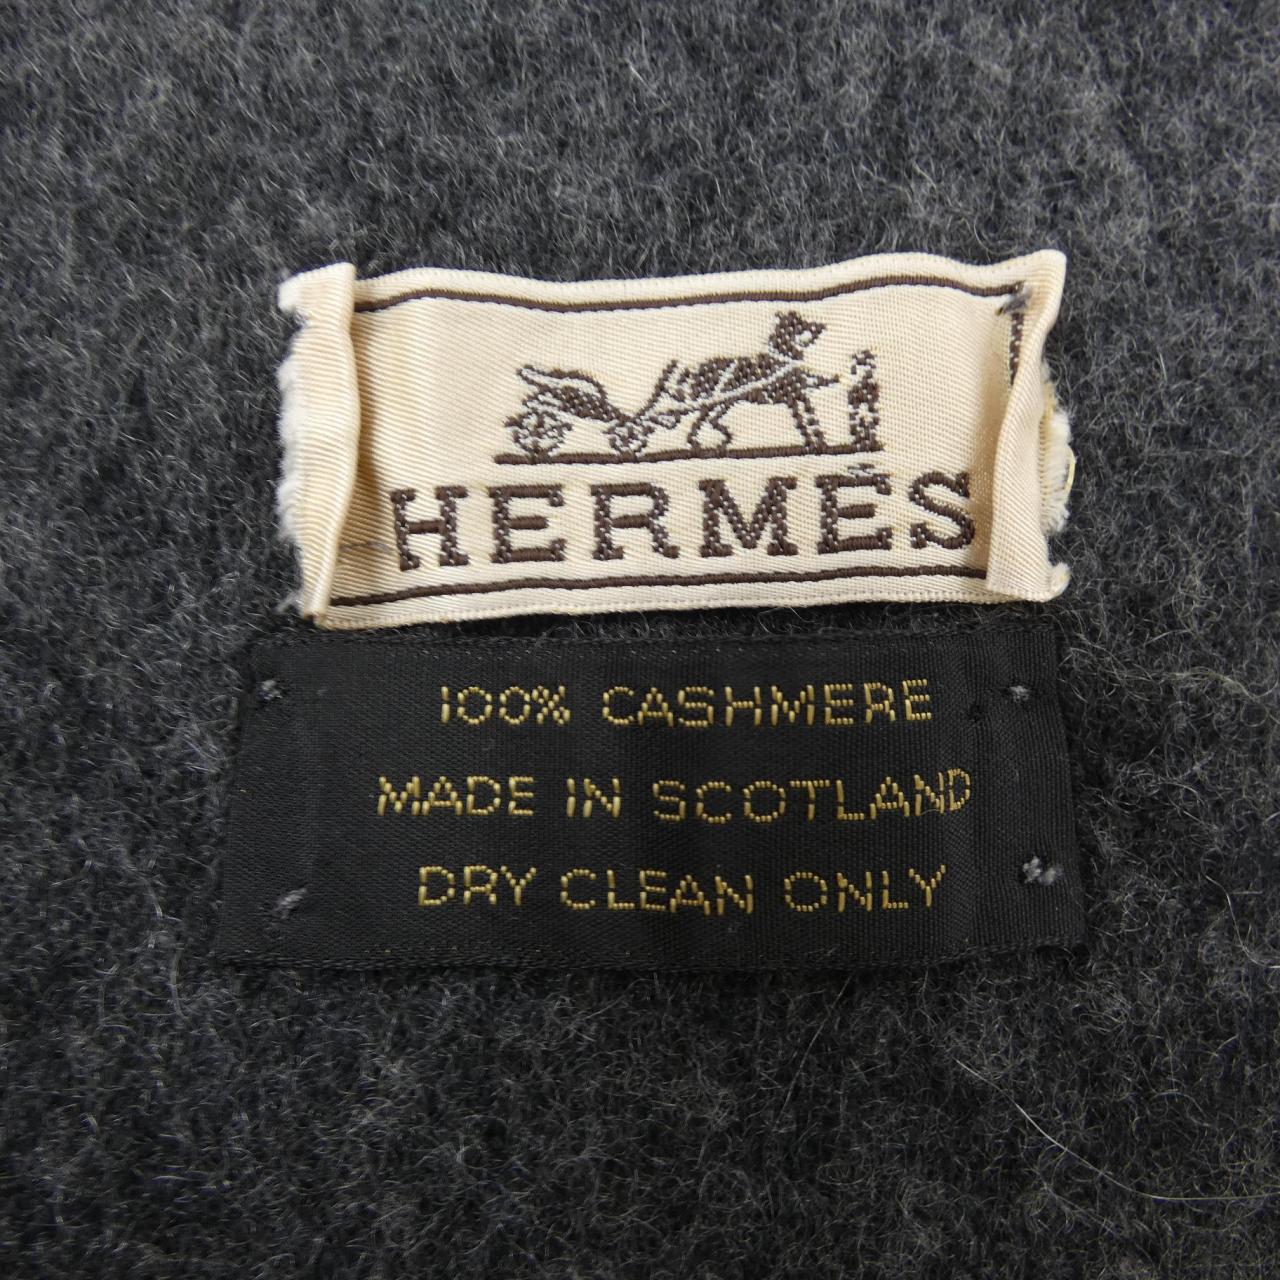 HERMÈS
100% CASHMERE
MADE IN SCOTLAND
DRY CLEAN ONLY